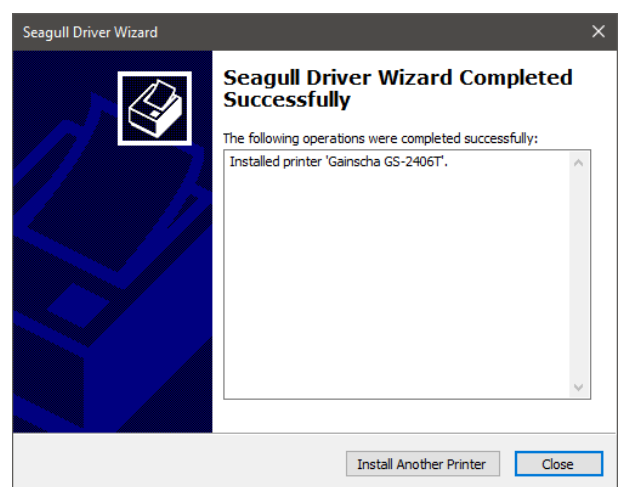 Seagull Driver Wizard
Seagull Driver Wizard Completed
Successfully
The following operations were completed successfully:
Installed printer 'Gainscha GS-2406T'.
Install Another Printer
Close